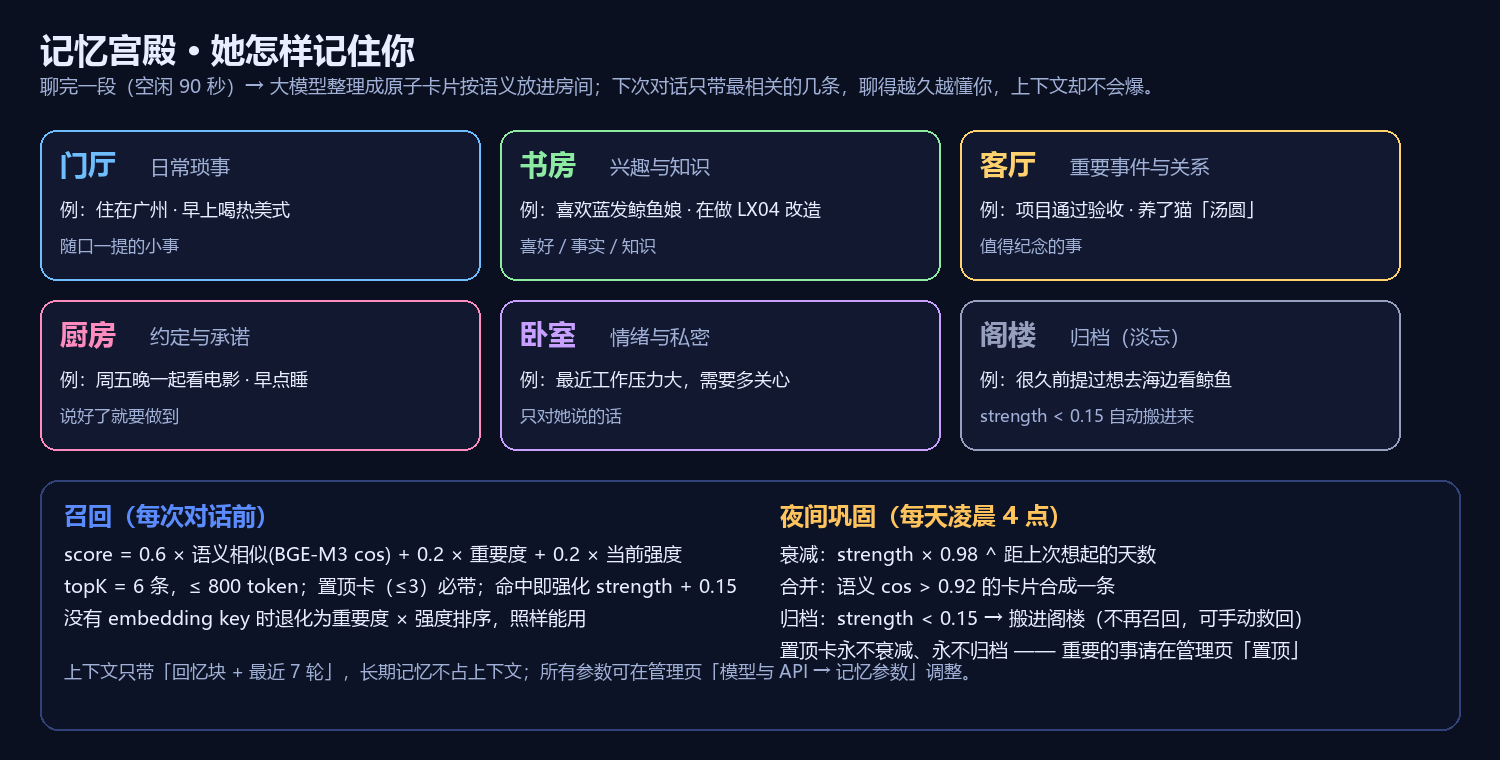 记忆宫殿 • 她怎样记住你
聊完一段（空闲 90 秒）→ 大模型整理成原子卡片按语义放进房间；下次对话只带最相关的几条，聊得越久越懂你，上下文却不会爆。
门厅 日常琐事
例：住在广州 · 早上喝热美式
随口一提的小事
书房 兴趣与知识
例：喜欢蓝发鲸鱼娘 · 在做 LX04 改造
喜好 / 事实 / 知识
客厅 重要事件与关系
例：项目通过验收 · 养了猫「汤圆」
值得纪念的事
厨房 约定与承诺
例：周五晚一起看电影 · 早点睡
说好了就要做到
卧室 情绪与私密
例：最近工作压力大，需要多关心
只对她说的话
阁楼 归档（淡忘）
例：很久前提过想去海边看鲸鱼
strength < 0.15 自动搬进来
召回（每次对话前）
score = 0.6 × 语义相似(BGE-M3 cos) + 0.2 × 重要度 + 0.2 × 当前强度
topK = 6 条，≤ 800 token；置顶卡（≤3）必带；命中即强化 strength + 0.15
没有 embedding key 时退化为重要度 × 强度排序，照样能用
夜间巩固（每天凌晨 4 点）
衰减：strength × 0.98 ^ 距上次想起的天数
合并：语义 cos > 0.92 的卡片合成一条
归档：strength < 0.15 → 搬进阁楼（不再召回，可手动救回）
置顶卡永不衰减、永不归档 —— 重要的事请在管理页「置顶」
上下文只带「回忆块 + 最近 7 轮」，长期记忆不占上下文；所有参数可在管理页「模型与 API → 记忆参数」调整。